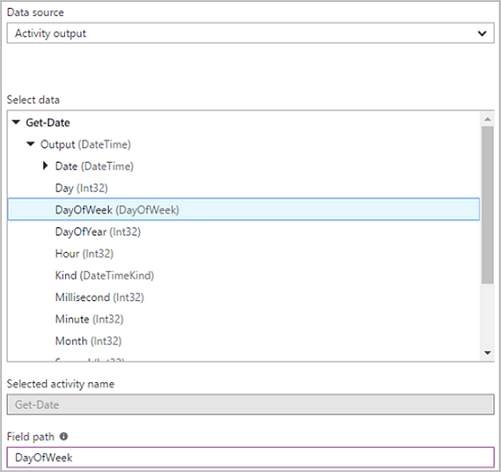 Data source
Activity output
Select data
Get-Date
Output (DateTime)
Date (DateTime)
Day (Int32)
DayOfWeek (DayOfWeek)
DayOfYear (Int32)
Hour (Int32)
Kind (DateTimeKind)
Millisecond (Int32)
Minute (Int32)
Month (Int32)
Selected activity name
Get-Date
Field path
DayOfWeek